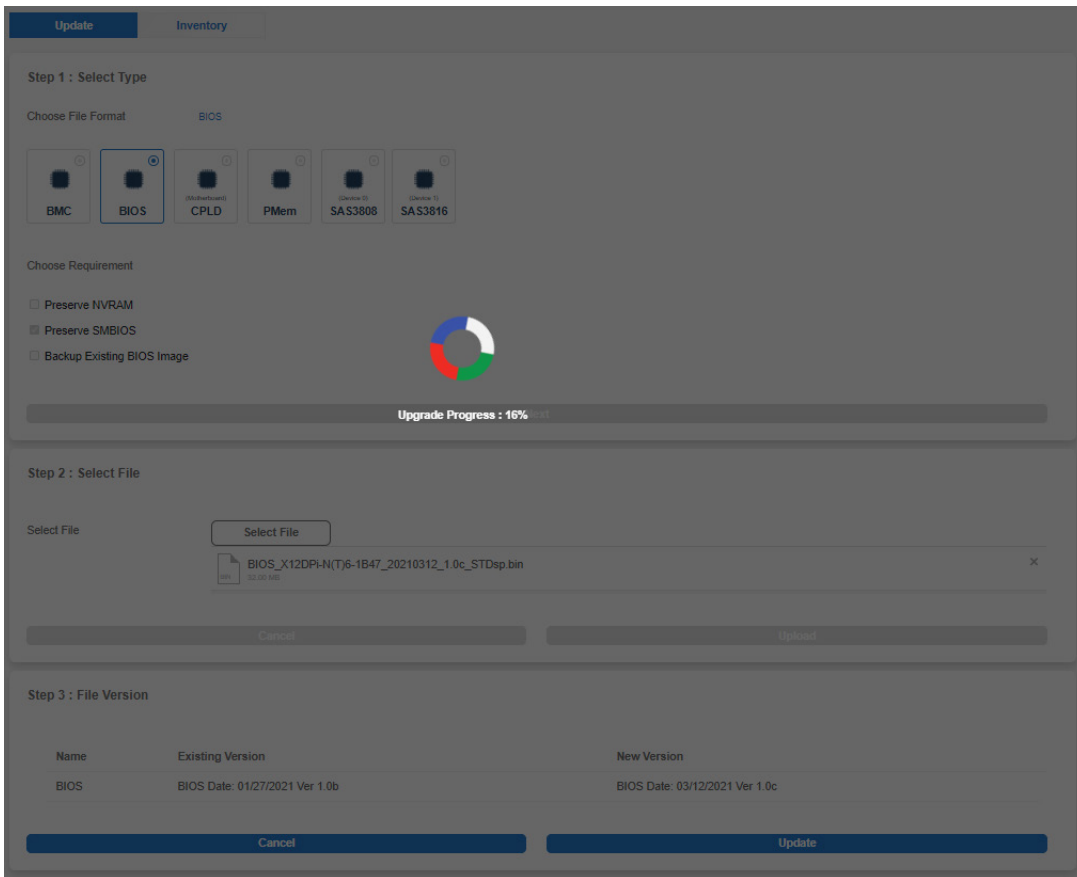 Update Inventory
Step 1 : Select Type
Choose File Format BIOS
(Motherboard) (Device 0) (Device 1)
BMC BIOS CPLD PMem SAS3808 SAS3816
Choose Requirement
Preserve NVRAM
Preserve SMBIOS
Backup Existing BIOS Image
Upgrade Progress : 16%
Step 2 : Select File
Select File Select File
BIOS_X12DPi-N(T)6-1B47_20210312_1.0c_STDsp.bin
32.00 MB
Cancel Upload
Step 3 : File Version
Name Existing Version New Version
BIOS BIOS Date: 01/27/2021 Ver 1.0b BIOS Date: 03/12/2021 Ver 1.0c
Cancel Update